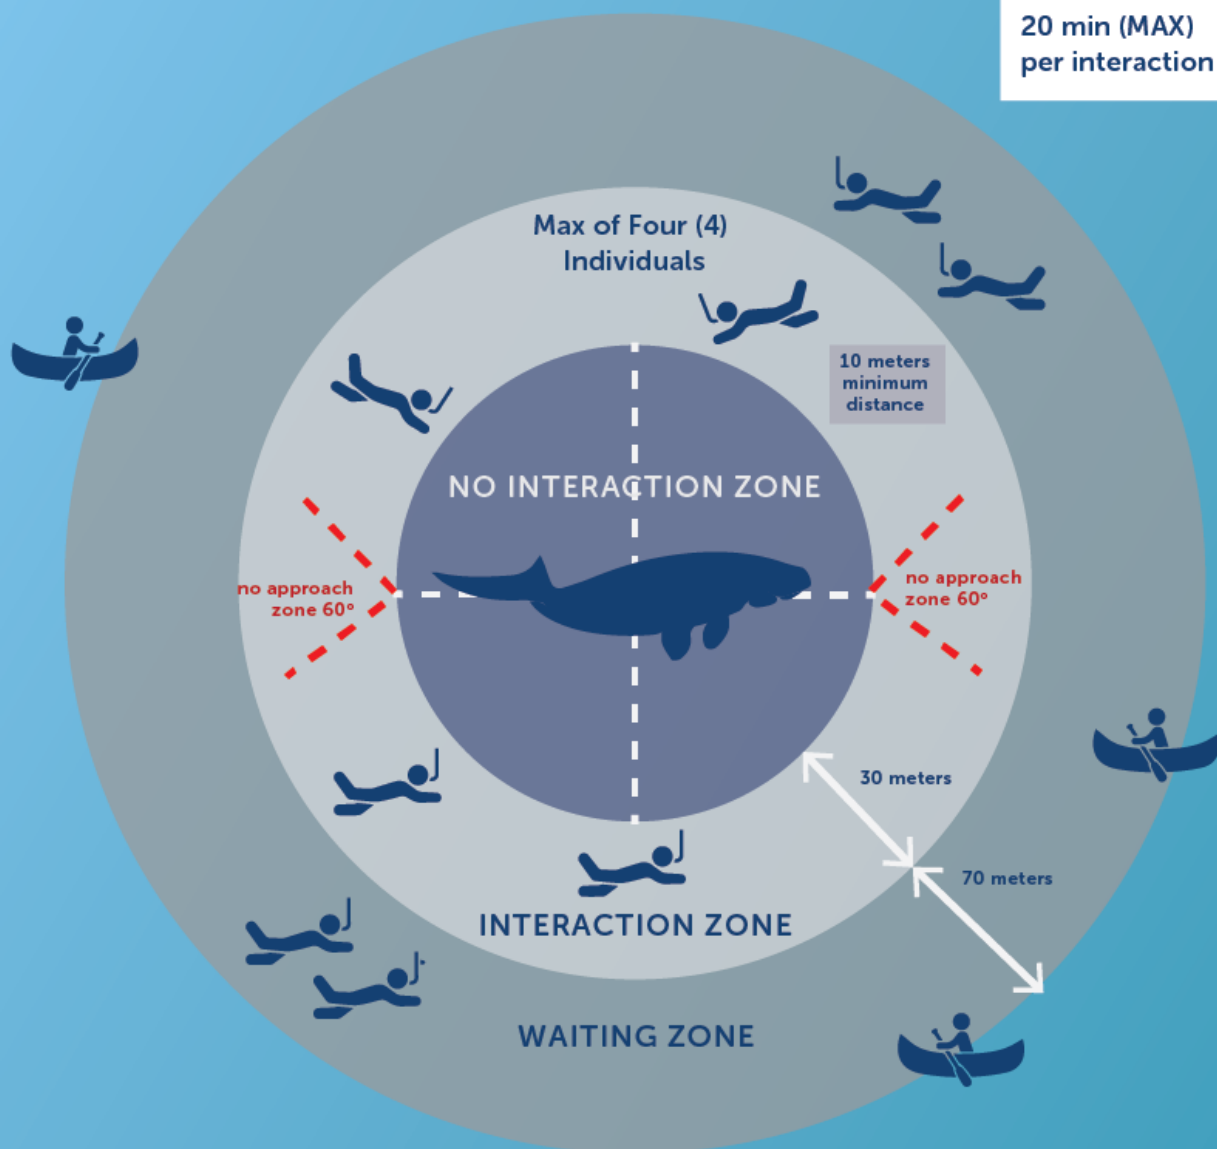 20 min (MAX)
per interaction
Max of Four (4)
Individuals
10 meters
minimum
distance
NO INTERACTION ZONE
no approach
zone 60°
no approach
zone 60°
30 meters
70 meters
INTERACTION ZONE
WAITING ZONE